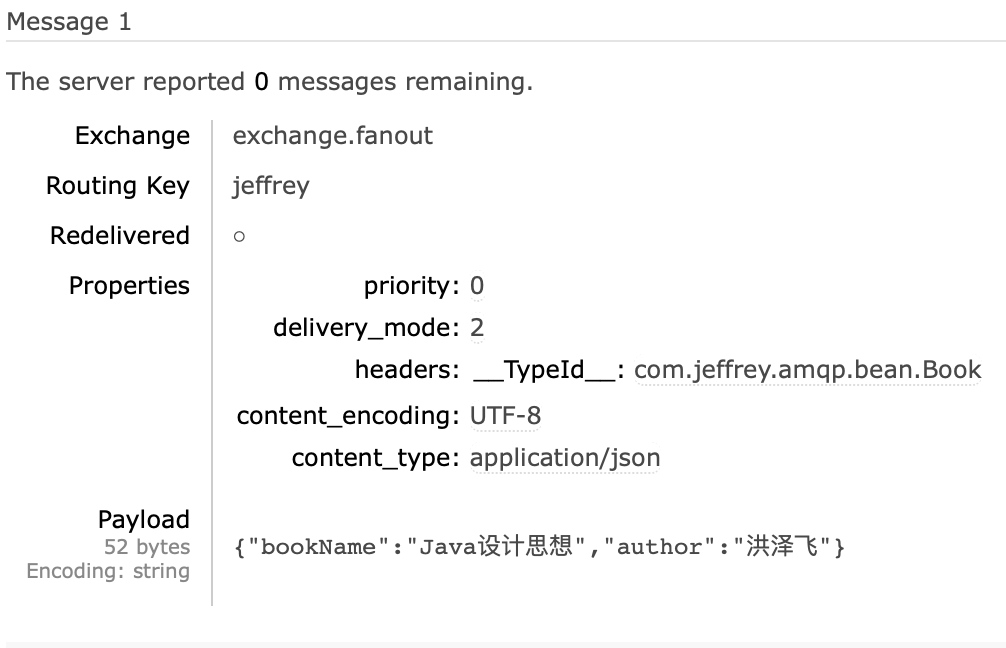 Message 1
The server reported 0 messages remaining.
Exchange exchange.fanout
Routing Key jeffrey
Redelivered ○
Properties priority: 0
delivery_mode: 2
headers: __TypeId__: com.jeffrey.amqp.bean.Book
content_encoding: UTF-8
content_type: application/json
Payload
52 bytes
Encoding: string
{"bookName":"Java设计思想","author":"洪泽飞"}